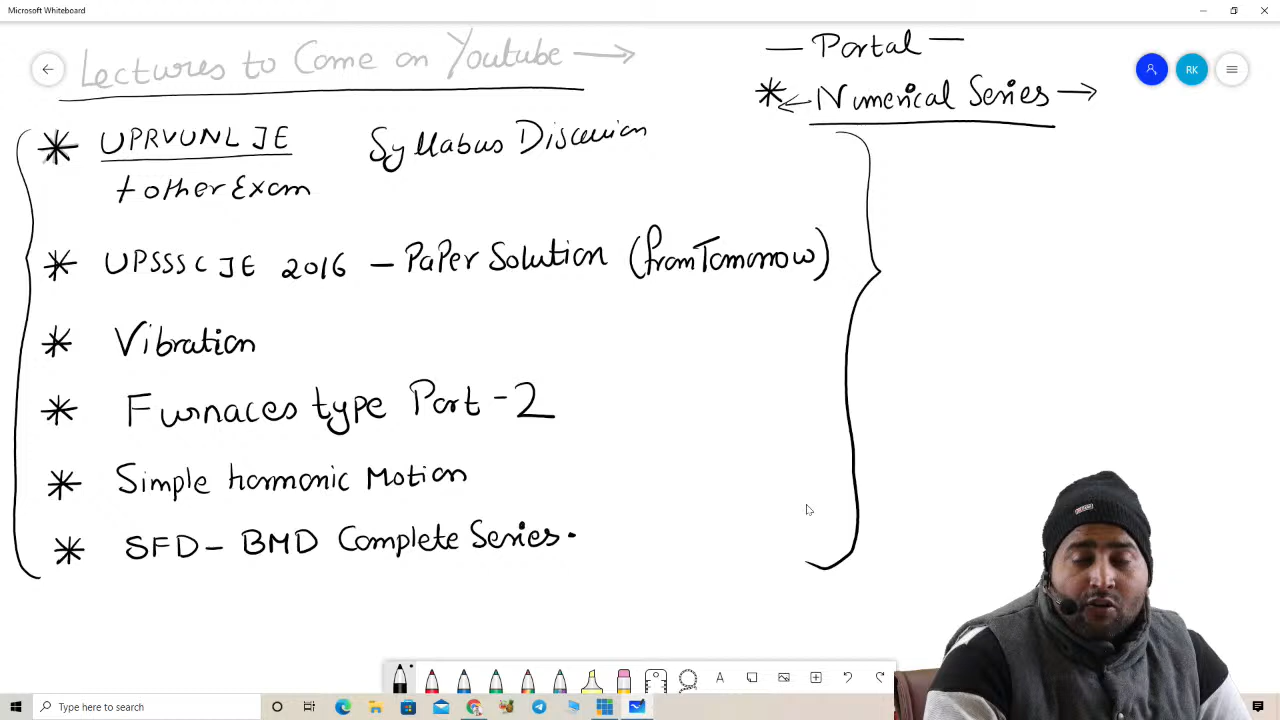 Microsoft Whiteboard
Lectures to Come on Youtube →
— Portal —
* ← Numerical Series →
RK
* UPRVUNL JE Syllabus Discussion
+ other Exam
* UPSSSC JE 2016 - Paper Solution (from Tomorrow)
* Vibration
* Furnaces type Part - 2
* Simple harmonic Motion
* SFD - BMD Complete Series.
Type here to search